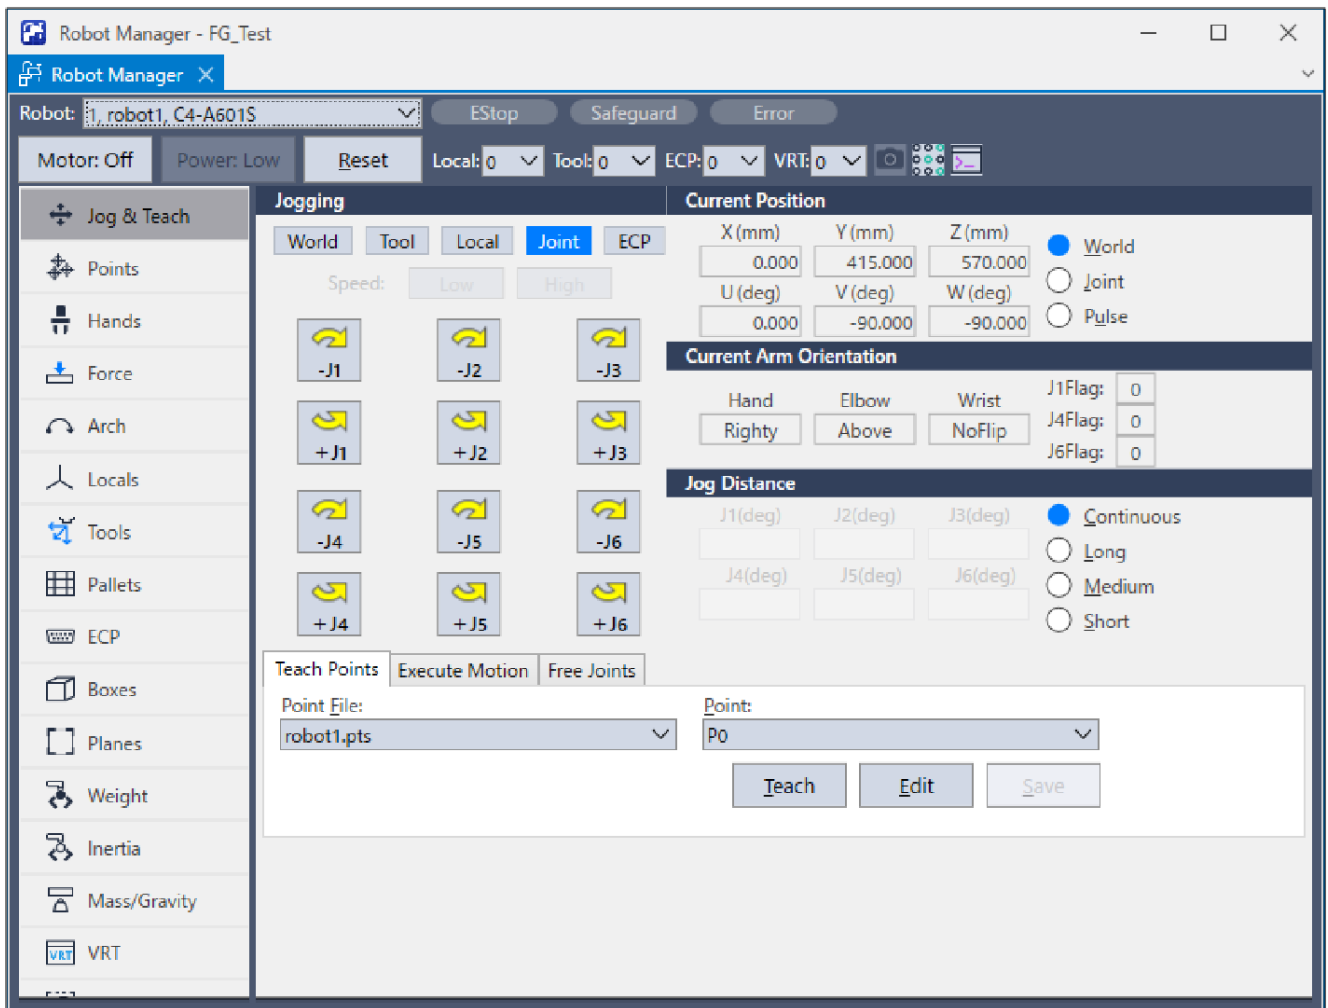 Robot Manager - FG_Test
Robot Manager
Robot: 1, robot1, C4-A601S EStop Safeguard Error
Motor: Off Power: Low Reset Local: 0 Tool: 0 ECP: 0 VRT: 0
Jog & Teach
Points
Hands
Force
Arch
Locals
Tools
Pallets
ECP
Boxes
Planes
Weight
Inertia
Mass/Gravity
VRT
VRT
Jogging
World Tool Local Joint ECP
Speed: Low High
-J1 -J2 -J3
+J1 +J2 +J3
-J4 -J5 -J6
+J4 +J5 +J6
Current Position
X (mm) Y (mm) Z (mm)
0.000 415.000 570.000
U (deg) V (deg) W (deg)
0.000 -90.000 -90.000
World
Joint
Pulse
Current Arm Orientation
Hand Elbow Wrist
Righty Above NoFlip
J1Flag: 0
J4Flag: 0
J6Flag: 0
Jog Distance
J1(deg) J2(deg) J3(deg)
J4(deg) J5(deg) J6(deg)
Continuous
Long
Medium
Short
Teach Points Execute Motion Free Joints
Point File: Point:
robot1.pts P0
Teach Edit Save